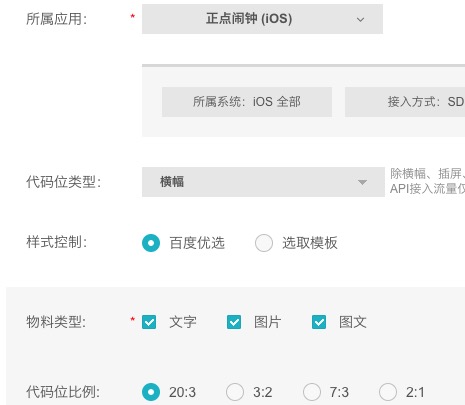 所属应用: * 正点闹钟 (iOS)
所属系统: iOS 全部 接入方式: SD
代码位类型: 横幅 除横幅、插屏、
API接入流量仅
样式控制: 百度优选 选取模板
物料类型: * 文字 图片 图文
代码位比例: 20:3 3:2 7:3 2:1